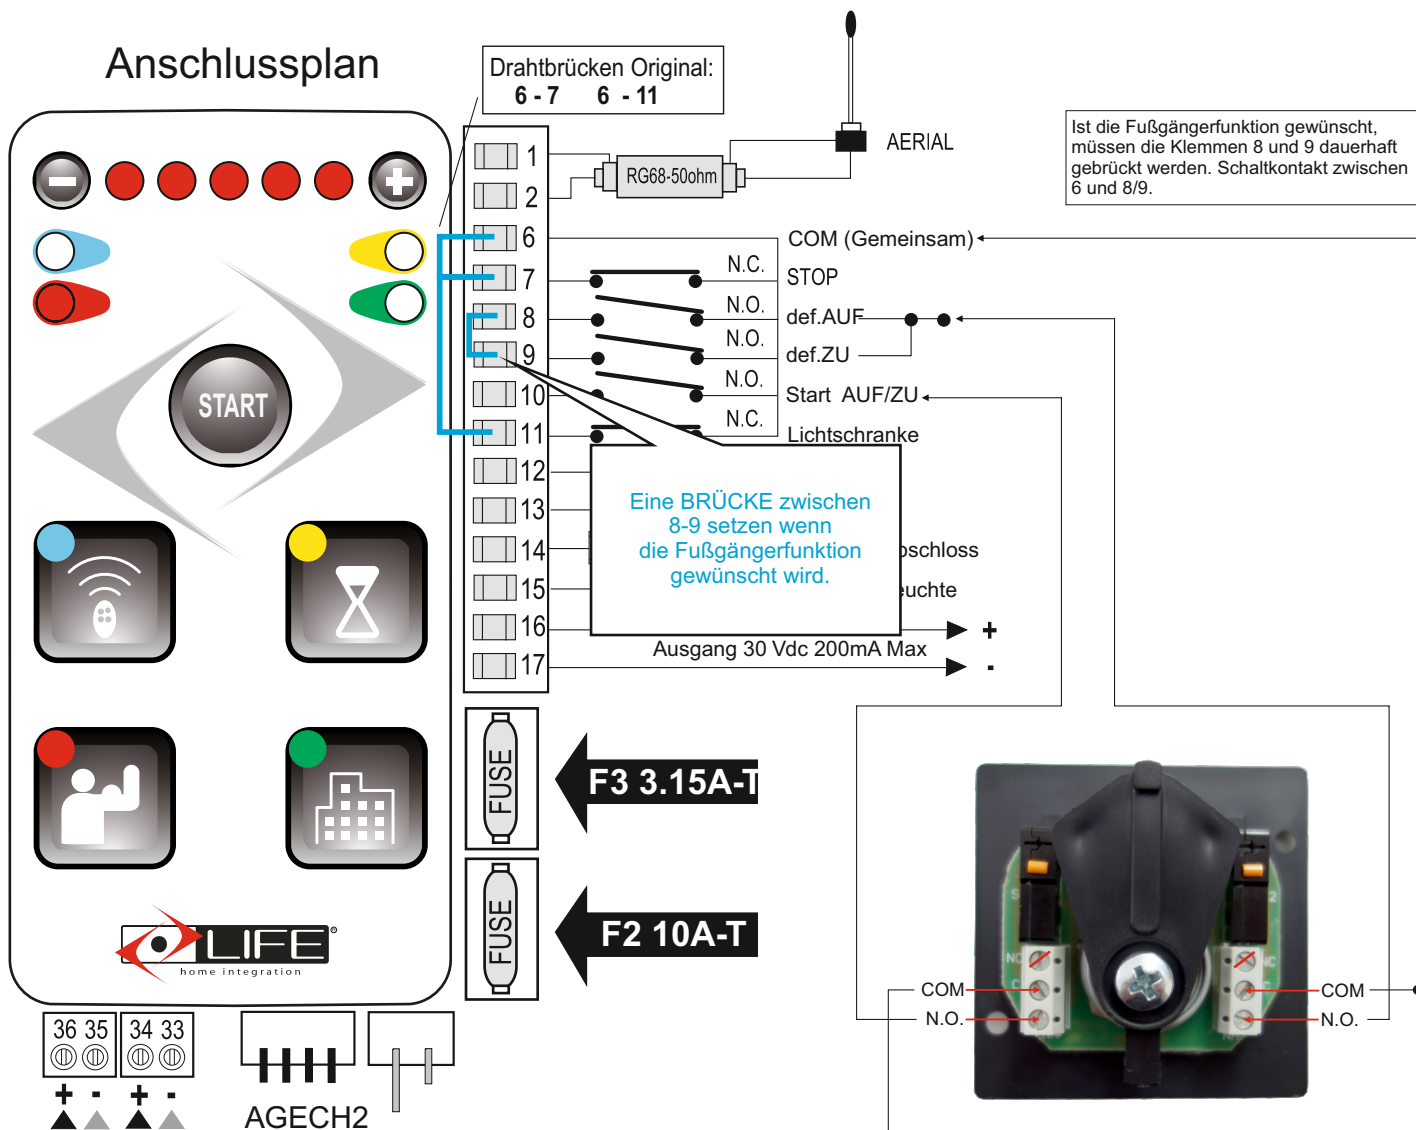 Anschlussplan
Drahtbrücken Original:
6 - 7 6 - 11
AERIAL
RG68-50ohm
Ist die Fußgängerfunktion gewünscht,
müssen die Klemmen 8 und 9 dauerhaft
gebrückt werden. Schaltkontakt zwischen
6 und 8/9.
1
2
6
COM (Gemeinsam)
7
N.C.
STOP
8
N.O.
def.AUF
9
N.O.
def.ZU
10
N.O.
Start AUF/ZU
11
N.C.
Lichtschranke
12
13
14
15
16
17
Eine BRÜCKE zwischen
8-9 setzen wenn
die Fußgängerfunktion
gewünscht wird.
oschloss
euchte
+
Ausgang 30 Vdc 200mA Max
-
START
FUSE
F3 3.15A-T
FUSE
F2 10A-T
LIFE
home integration
36 35 34 33
+ - + -
AGECH2
S
2
NC
NC
C
C
COM
N.O.
COM
N.O.